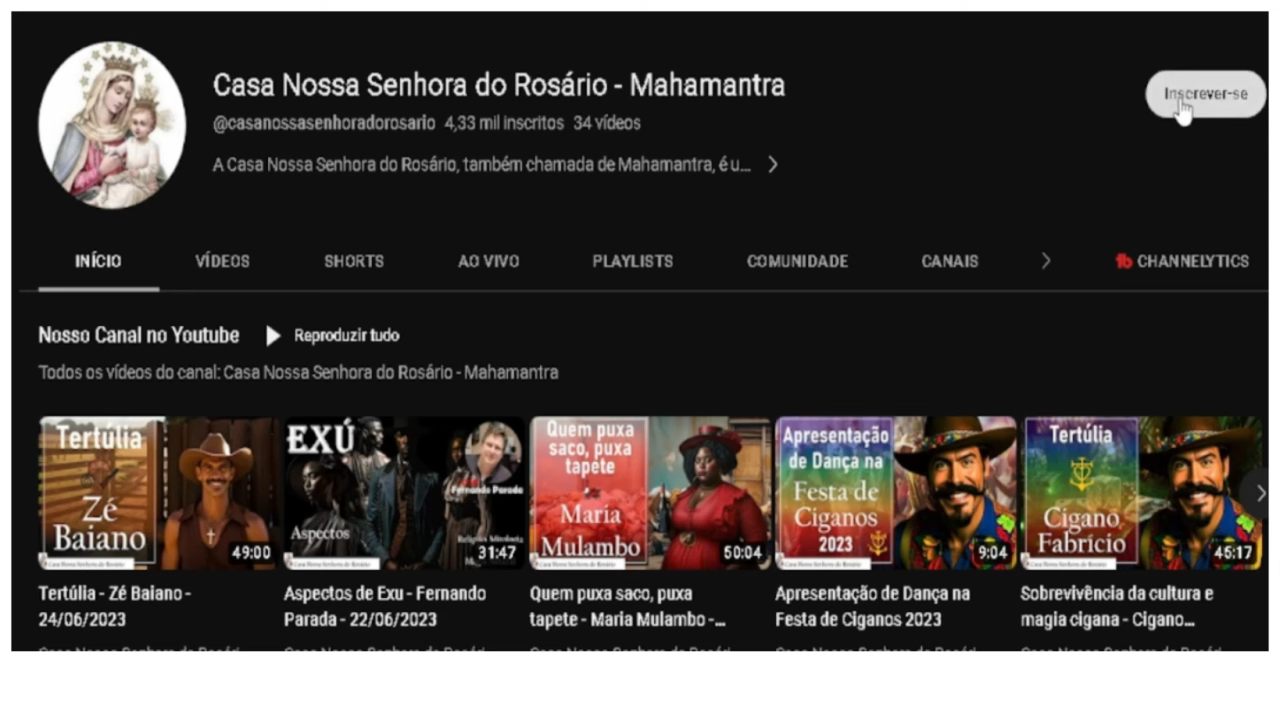 Casa Nossa Senhora do Rosário - Mahamantra
Inscrever-se
@casanossasenhoradorosario 4,33 mil inscritos 34 vídeos
A Casa Nossa Senhora do Rosário, também chamada de Mahamantra, é u...
INÍCIO VÍDEOS SHORTS AO VIVO PLAYLISTS COMUNIDADE CANAIS CHANNELYTICS
Nosso Canal no Youtube Reproduzir tudo
Todos os vídeos do canal: Casa Nossa Senhora do Rosário - Mahamantra
Tertúlia
Zé
Baiano
49:00
EXÚ
Fernando Parada
Aspectos
31:47
Quem puxa
saco, puxa
tapete
Maria
Mulambo
50:04
Apresentação
de Dança na
Festa de
Ciganos
2023
9:04
Tertúlia
Cigano
Fabrício
45:17
Tertúlia - Zé Baiano -
24/06/2023
Aspectos de Exu - Fernando
Parada - 22/06/2023
Quem puxa saco, puxa
tapete - Maria Mulambo -...
Apresentação de Dança na
Festa de Ciganos 2023
Sobrevivência da cultura e
magia cigana - Cigano...